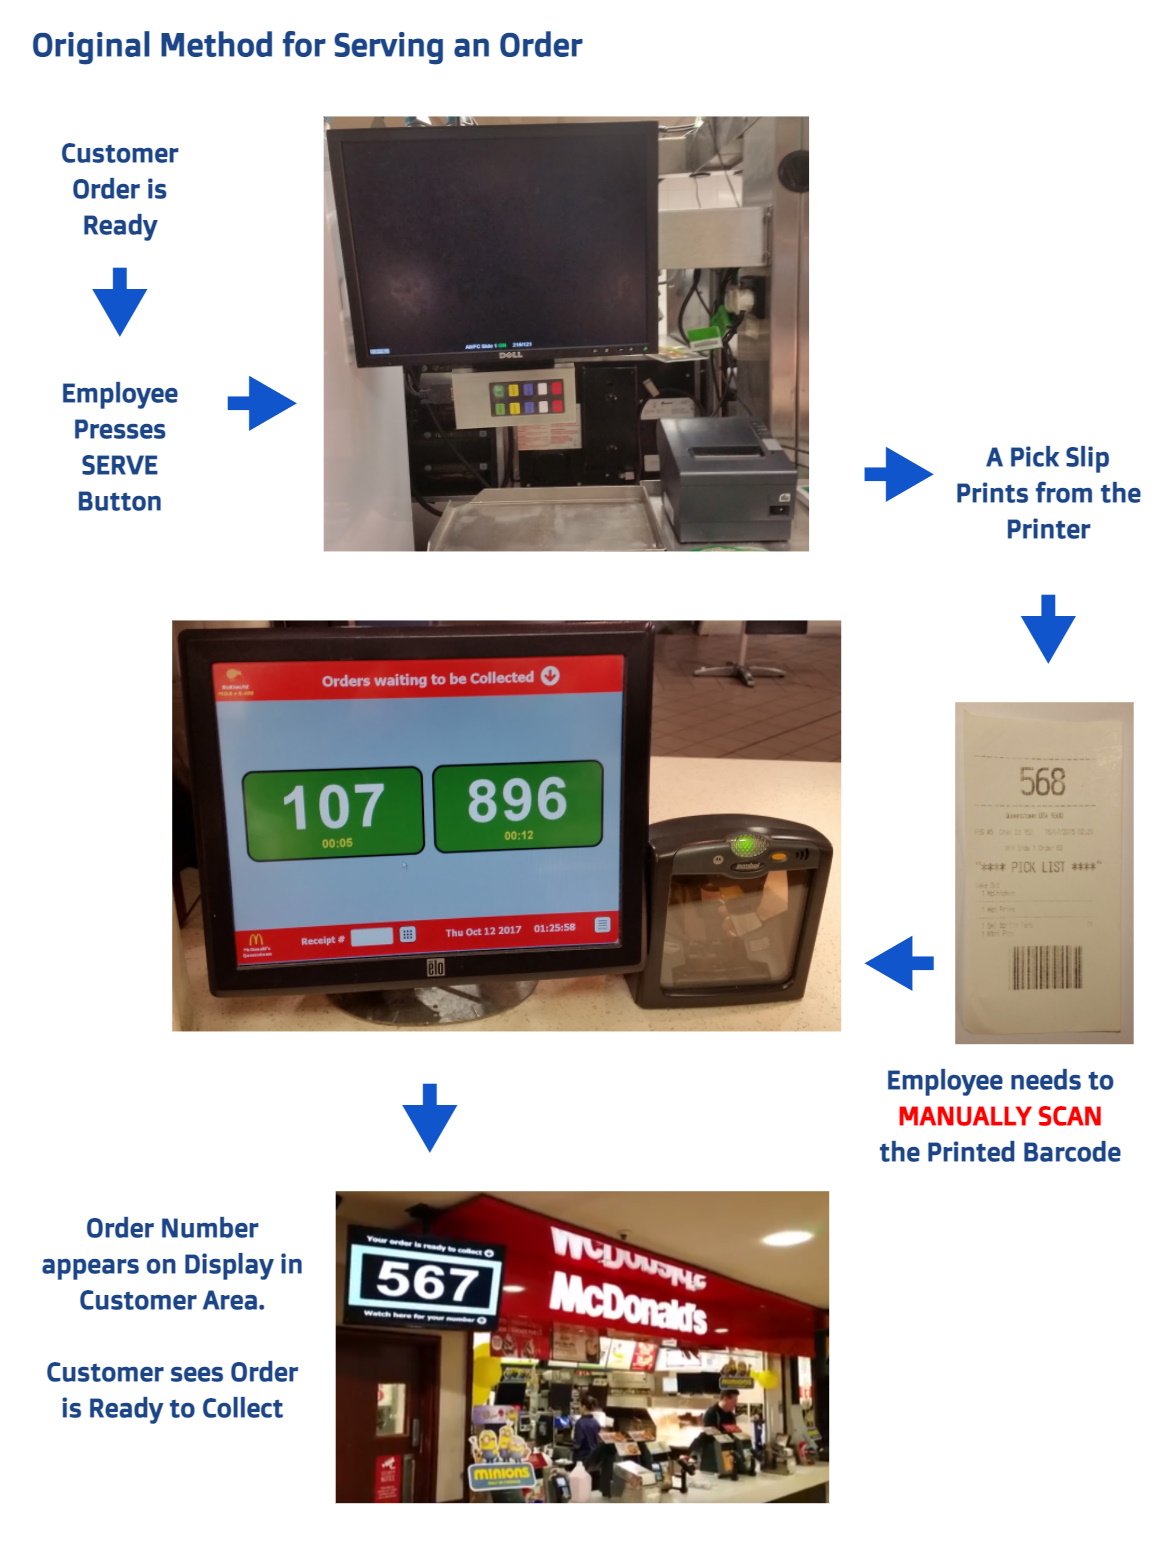 Original Method for Serving an Order
Customer
Order is
Ready
Employee
Presses
SERVE
Button
DELL
A Pick Slip
Prints from the
Printer
Orders waiting to be Collected
107
00:05
896
00:12
McDonald's
Queenstown
Receipt #
Thu Oct 12 2017 01:25:58
elo
568
"**** PICK LIST ****"
Employee needs to
MANUALLY SCAN
the Printed Barcode
Order Number
appears on Display in
Customer Area.
Customer sees Order
is Ready to Collect
Your order is ready to collect
567
Watch here for your number
McDonald's
McDonald's
minions